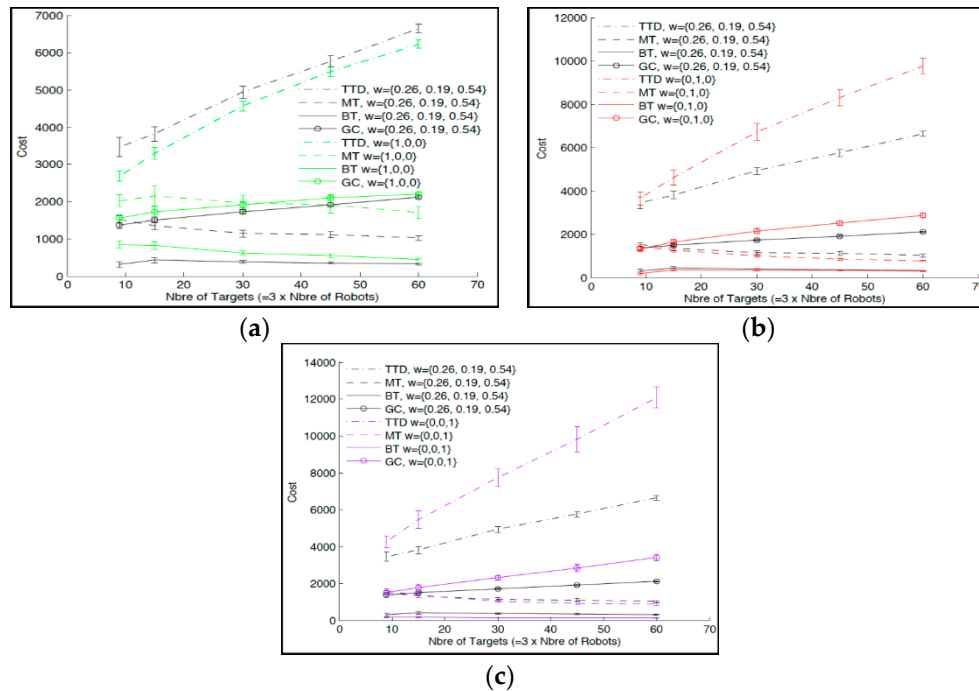 7000
6000
5000
4000
3000
2000
1000
0
Cost
TTD, w={0.26, 0.19, 0.54}
MT, w={0.26, 0.19, 0.54}
BT, w={0.26, 0.19, 0.54}
GC, w={0.26, 0.19, 0.54}
TTD, w={1,0,0}
MT w={1,0,0}
BT w={1,0,0}
GC, w={1,0,0}
0 10 20 30 40 50 60 70
Nbre of Targets (=3 x Nbre of Robots)
(a)
12000
10000
8000
6000
4000
2000
0
Cost
TTD, w={0.26, 0.19, 0.54}
MT w={0.26, 0.19, 0.54}
BT, w={0.26, 0.19, 0.54}
GC, w={0.26, 0.19, 0.54}
TTD w={0,1,0}
MT w={0,1,0}
BT w={0,1,0}
GC, w={0,1,0}
0 10 20 30 40 50 60 70
Nbre of Targets (=3 x Nbre of Robots)
(b)
14000
12000
10000
8000
6000
4000
2000
0
Cost
TTD, w={0.26, 0.19, 0.54}
MT w={0.26, 0.19, 0.54}
BT, w={0.26, 0.19, 0.54}
GC, w={0.26, 0.19, 0.54}
TTD w={0,0,1}
MT w={0,0,1}
BT w={0,0,1}
GC, w={0,0,1}
0 10 20 30 40 50 60 70
Nbre of Targets (=3 x Nbre of Robots)
(c)